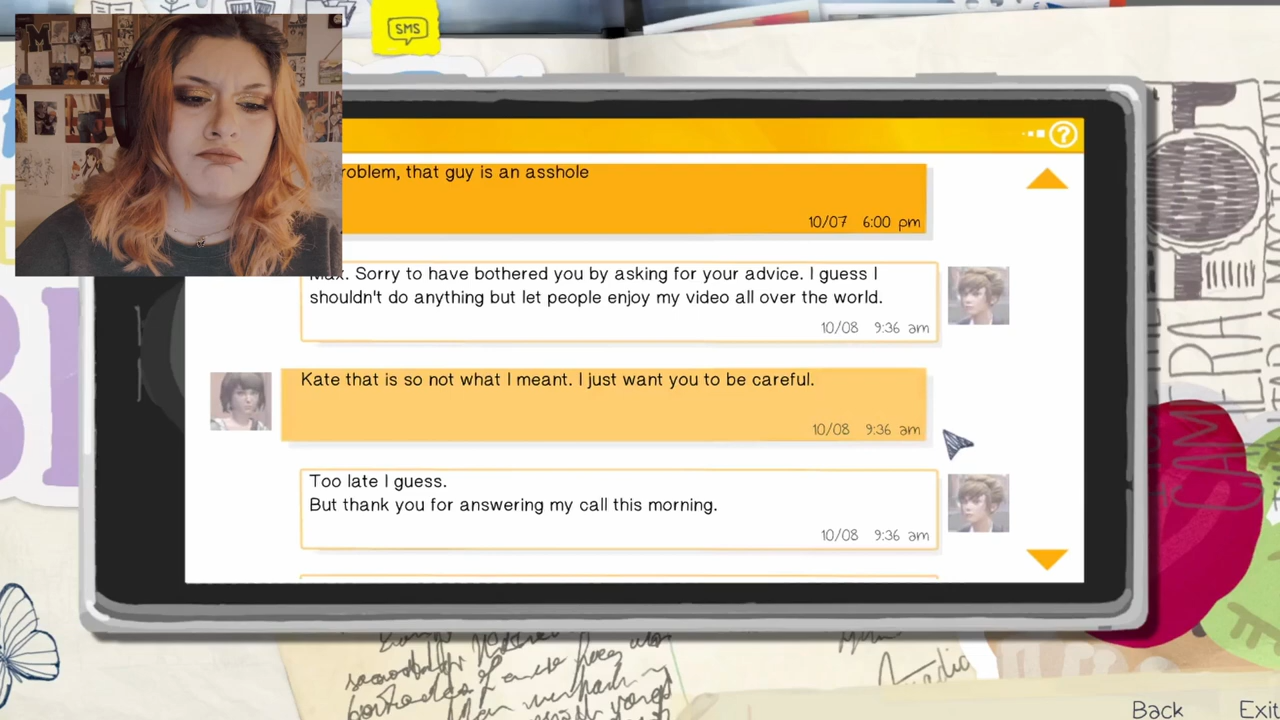 SMS
?
roblem, that guy is an asshole
10/07 6:00 pm
Max. Sorry to have bothered you by asking for your advice. I guess I
shouldn't do anything but let people enjoy my video all over the world.
10/08 9:36 am
Kate that is so not what I meant. I just want you to be careful.
10/08 9:36 am
Too late I guess.
But thank you for answering my call this morning.
10/08 9:36 am
Back
Exit